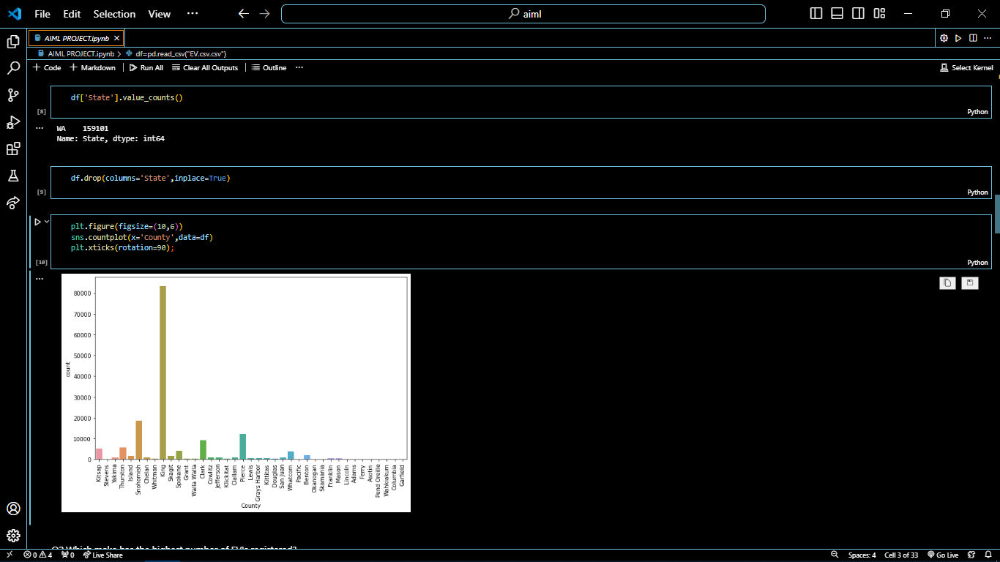 File Edit Selection View ··· aiml
AIML PROJECT.ipynb
AIML PROJECT.ipynb > df=pd.read_csv("EV.csv.csv")
+ Code + Markdown Run All Clear All Outputs Outline ··· Select Kernel
df['State'].value_counts()
[8] Python
WA 159101
Name: State, dtype: int64
df.drop(columns='State',inplace=True)
[9] Python
plt.figure(figsize=(10,6))
sns.countplot(x='County',data=df)
plt.xticks(rotation=90);
[10] Python
80000
70000
60000
50000
40000
30000
20000
10000
0
count
Kitsap
Stevens
Yakima
Thurston
Island
Snohomish
Chelan
Whitman
King
Skagit
Spokane
Grant
Walla Walla
Clark
Cowlitz
Jefferson
Klickitat
Clallam
Pierce
Lewis
Grays Harbor
Kittitas
Douglas
San Juan
Whatcom
Pacific
Benton
Okanogan
Skamania
Franklin
Mason
Lincoln
Adams
Ferry
Asotin
Pend Oreille
Wahkiakum
Columbia
Garfield
County
Q2 Which make has the highest number of EV's registered?
0 4 0 Live Share Spaces: 4 Cell 3 of 33 Go Live